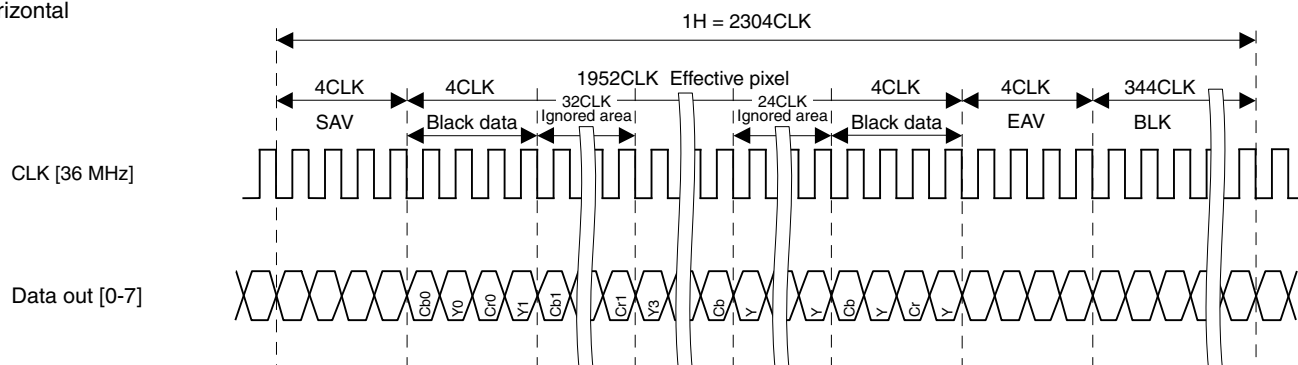 rizontal
1H = 2304CLK
1952CLK Effective pixel
4CLK 4CLK 4CLK 4CLK 344CLK
32CLK 24CLK
Ignored area Ignored area
SAV Black data Black data EAV BLK
CLK [36 MHz]
Data out [0-7]
Cb0 Y0 Cr0 Y1 Cb1 Cr1 Y3 Cb Y Y Cb Y Cr Y